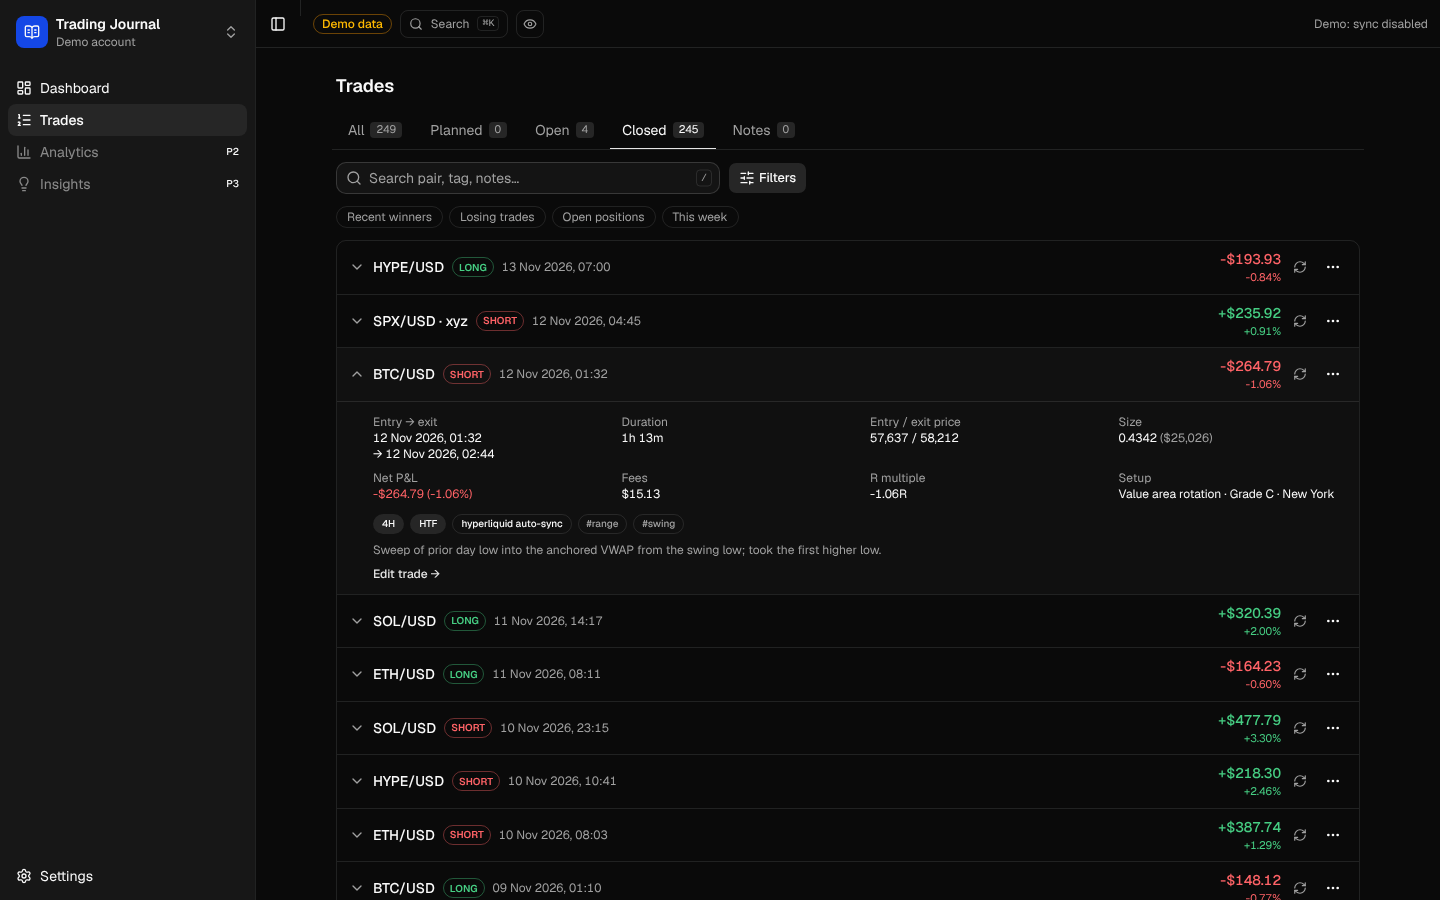 Trading Journal
Demo account
Demo data
Search ⌘K
Demo: sync disabled
Dashboard
Trades
Analytics P2
Insights P3
Settings
Trades
All 249 Planned 0 Open 4 Closed 245 Notes 0
Search pair, tag, notes... /
Filters
Recent winners Losing trades Open positions This week
HYPE/USD LONG 13 Nov 2026, 07:00 -$193.93
-0.84%
SPX/USD · xyz SHORT 12 Nov 2026, 04:45 +$235.92
+0.91%
BTC/USD SHORT 12 Nov 2026, 01:32 -$264.79
-1.06%
Entry → exit Duration Entry / exit price Size
12 Nov 2026, 01:32 1h 13m 57,637 / 58,212 0.4342 ($25,026)
→ 12 Nov 2026, 02:44
Net P&L Fees R multiple Setup
-$264.79 (-1.06%) $15.13 -1.06R Value area rotation · Grade C · New York
4H HTF hyperliquid auto-sync #range #swing
Sweep of prior day low into the anchored VWAP from the swing low; took the first higher low.
Edit trade →
SOL/USD LONG 11 Nov 2026, 14:17 +$320.39
+2.00%
ETH/USD LONG 11 Nov 2026, 08:11 -$164.23
-0.60%
SOL/USD SHORT 10 Nov 2026, 23:15 +$477.79
+3.30%
HYPE/USD SHORT 10 Nov 2026, 10:41 +$218.30
+2.46%
ETH/USD SHORT 10 Nov 2026, 08:03 +$387.74
+1.29%
BTC/USD LONG 09 Nov 2026, 01:10 -$148.12
-0.77%